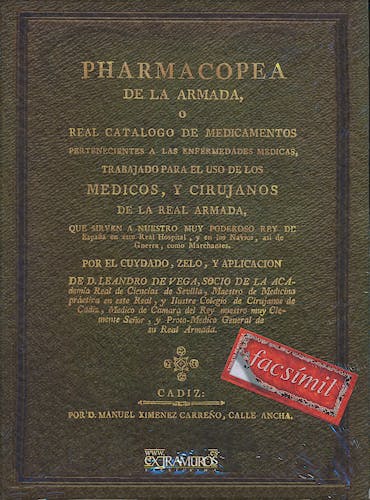 PHARMACOPEA
DE LA ARMADA,
O
REAL CATALOGO DE MEDICAMENTOS
PERTENECIENTES A LAS ENFERMEDADES MEDICAS,
TRABAJADO PARA EL USO DE LOS
MEDICOS, Y CIRUJANOS
DE LA REAL ARMADA,
QUE SIRVEN A NUESTRO MUY PODEROSO REY DE
España en este Real Hospital, y en los Navios, asi de
Guerra, como Marchantes.
POR EL CUYDADO, ZELO, Y APLICACION
DE D. LEANDRO DE VEGA, SOCIO DE LA ACA-
demia Real de Ciencias de Sevilla, Maestro de Medicina
práctica en este Real, y Ilustre Colegio de Cirujanos de
Cadiz, Medico de Camara del Rey nuestro muy Cle-
mente Señor, y Proto-Medico General de
su Real Armada.
facsímil
CADIZ:
POR D. MANUEL XIMENEZ CARREÑO, CALLE ANCHA.
www.
EXTRAMUROS